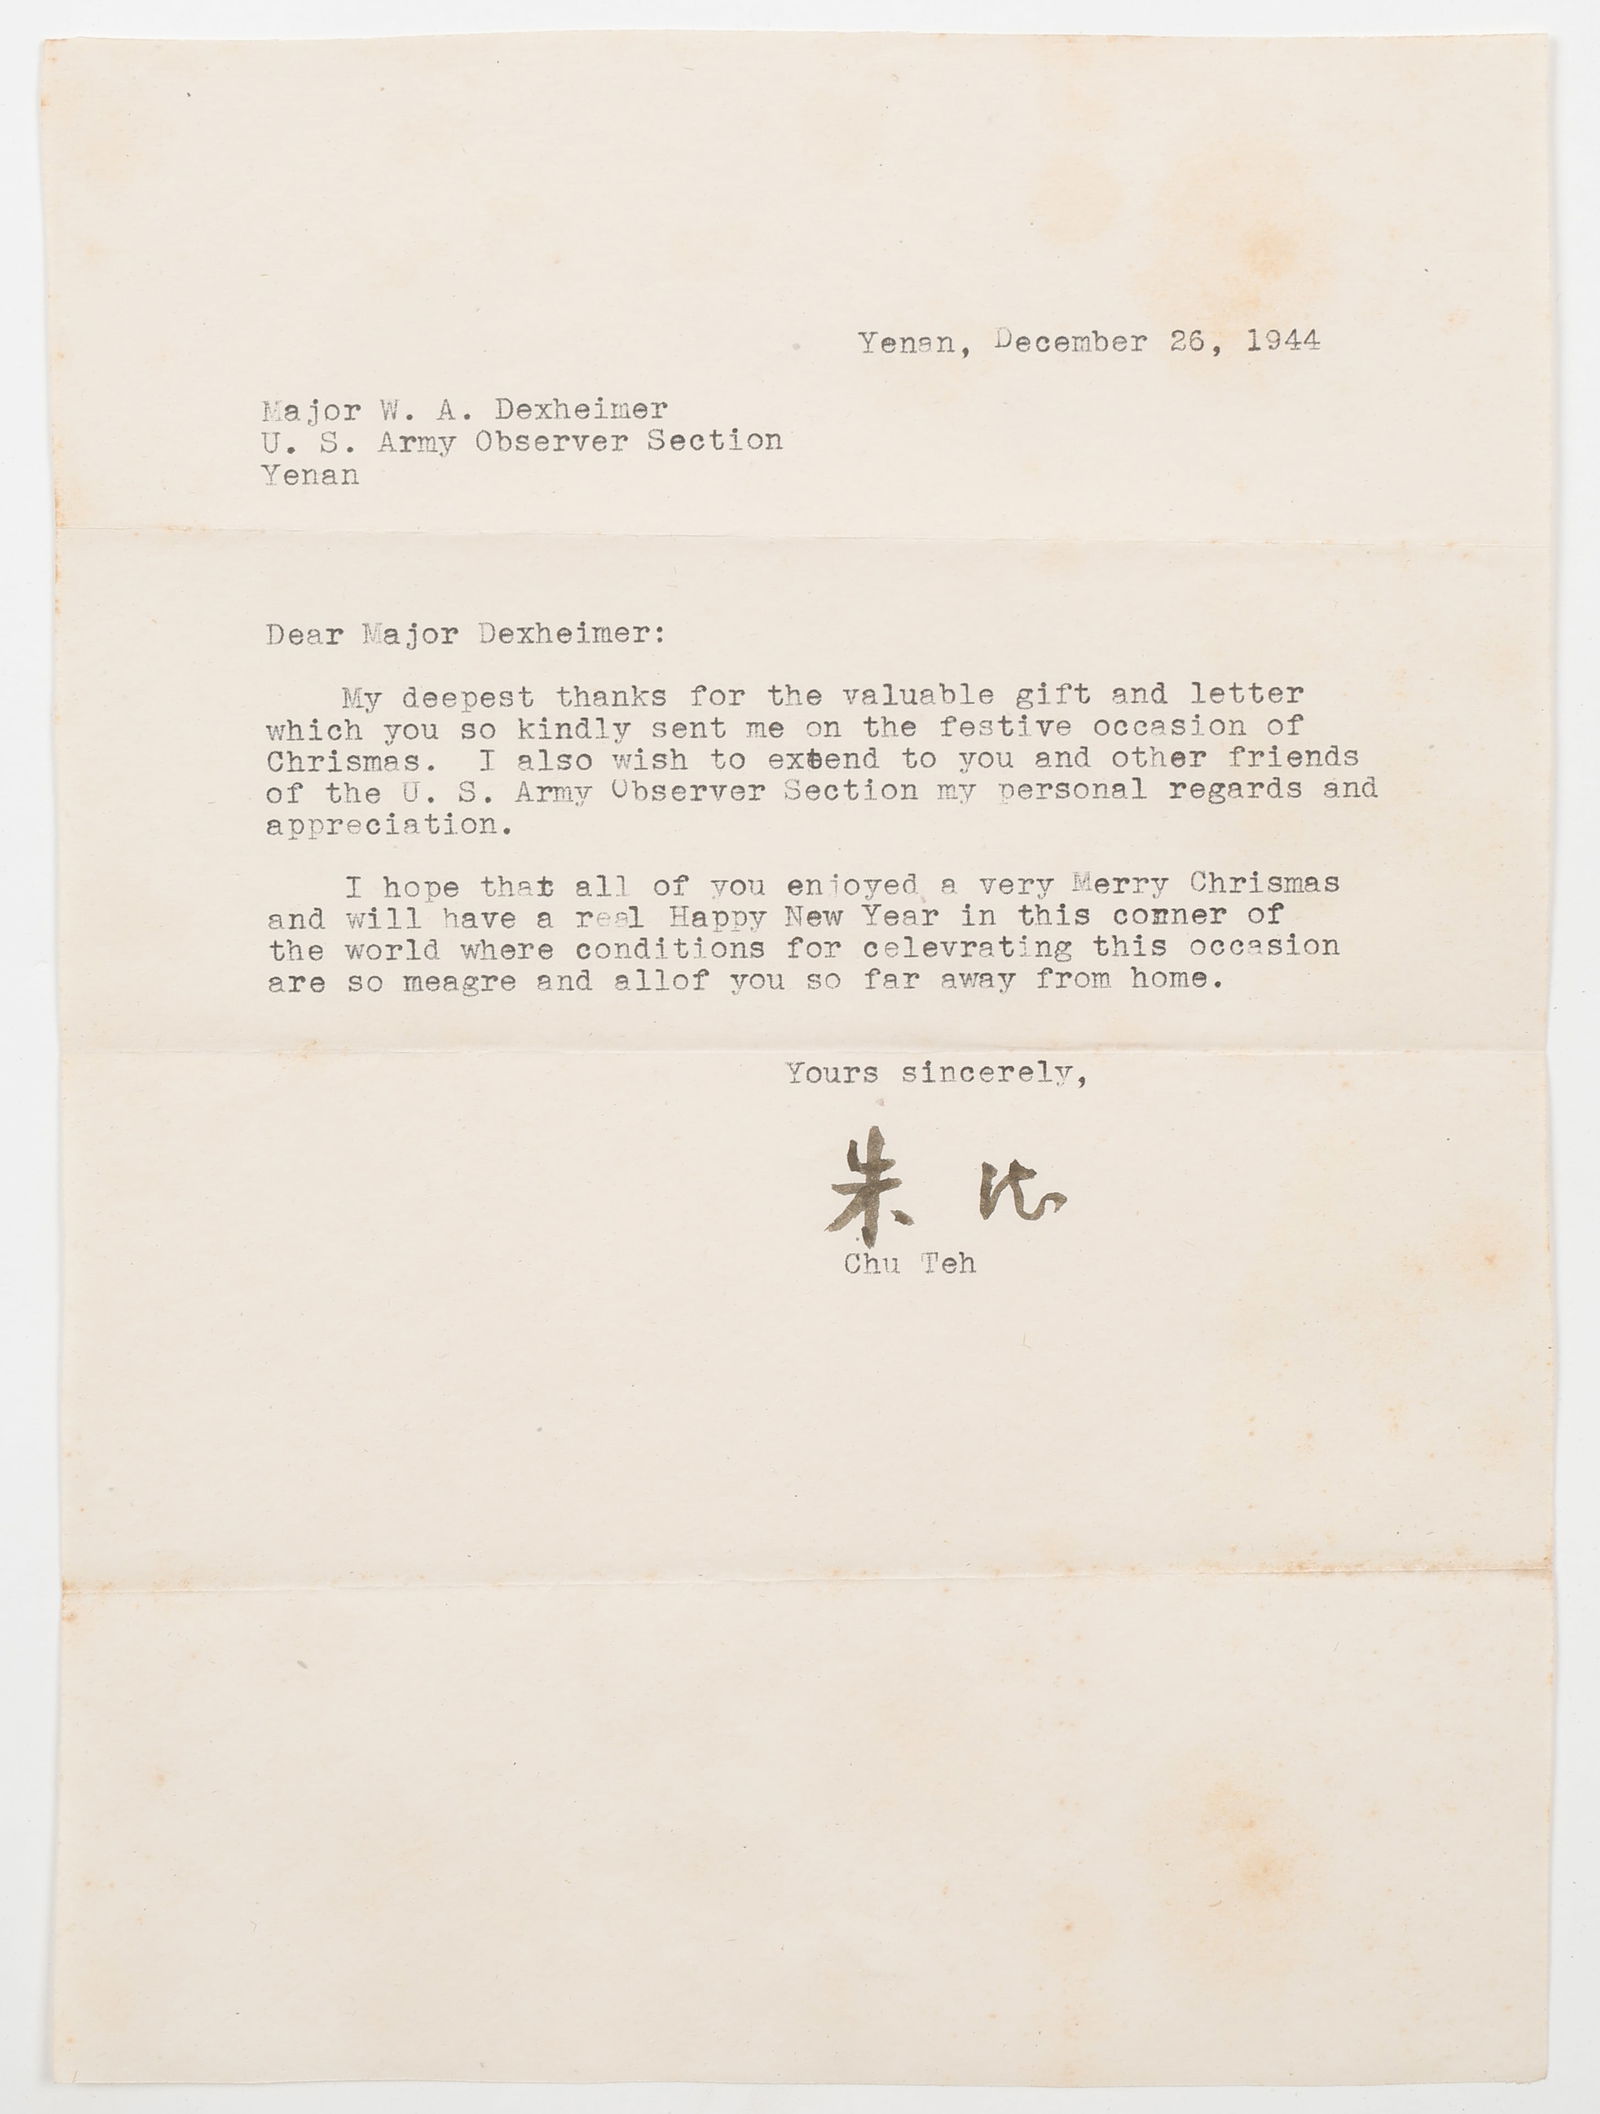 Yenan, December 26, 1944
Major W. A. Dexheimer
U. S. Army Observer Section
Yenan
Dear Major Dexheimer:
My deepest thanks for the valuable gift and letter
which you so kindly sent me on the festive occasion of
Chrismas.  I also wish to extend to you and other friends
of the U. S. Army Observer Section my personal regards and
appreciation.
I hope that all of you enjoyed a very Merry Chrismas
and will have a real Happy New Year in this conner of
the world where conditions for celevrating this occasion
are so meagre and allof you so far away from home.
Yours sincerely,
朱
Chu Teh